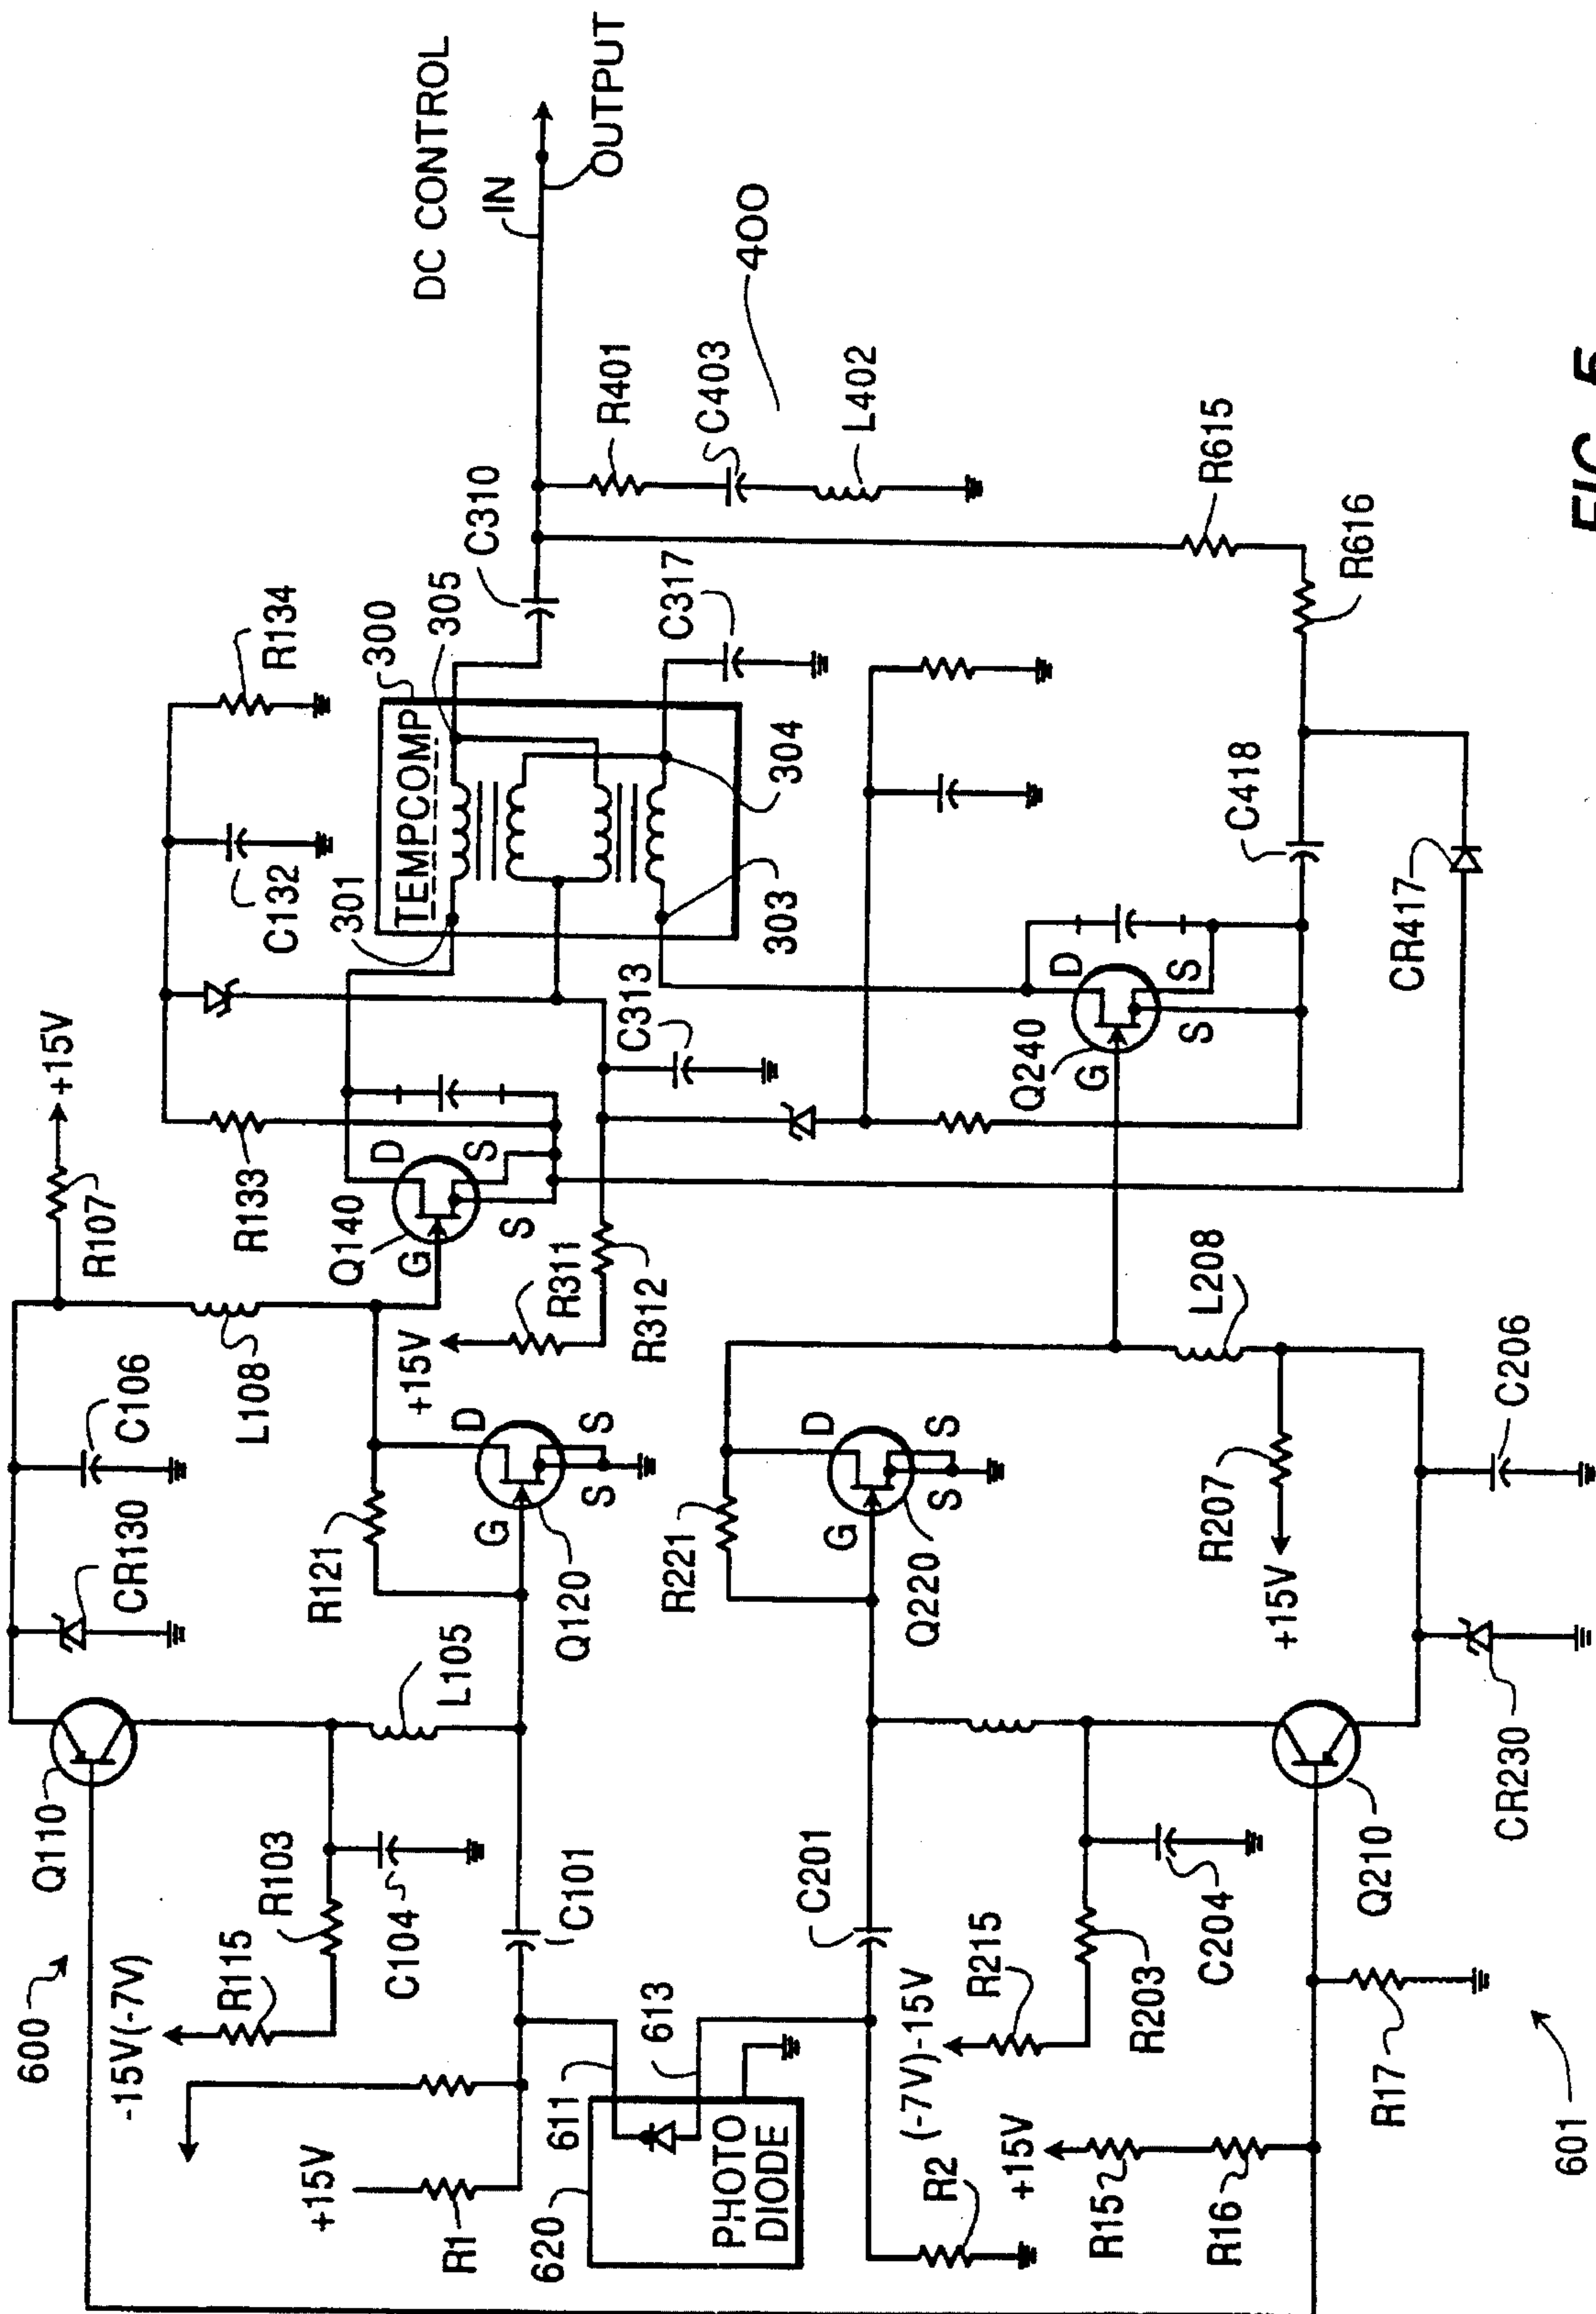 DC CONTROL
IN
OUTPUT
400
R401
C403
L402
R615
R616
C310
305
300
R134
C317
TEMPCOMP
304
303
301
C132
C418
CR417
+15V
R107
R133
C313
D
S
S
G
Q140
R311
R312
+15V
Q240
D
S
S
G
L108
C106
CR130
L208
C206
R207
+15V
R121
D
S
S
G
Q120
R221
D
S
S
G
Q220
L105
Q110
R103
C104
R115
-15V(-7V)
600
C101
C201
613
611
620
PHOTO
DIODE
+15V
R1
R2
(-7V)-15V
R215
R203
C204
CR230
Q210
R17
+15V
R15
R16
601
FIG. 5